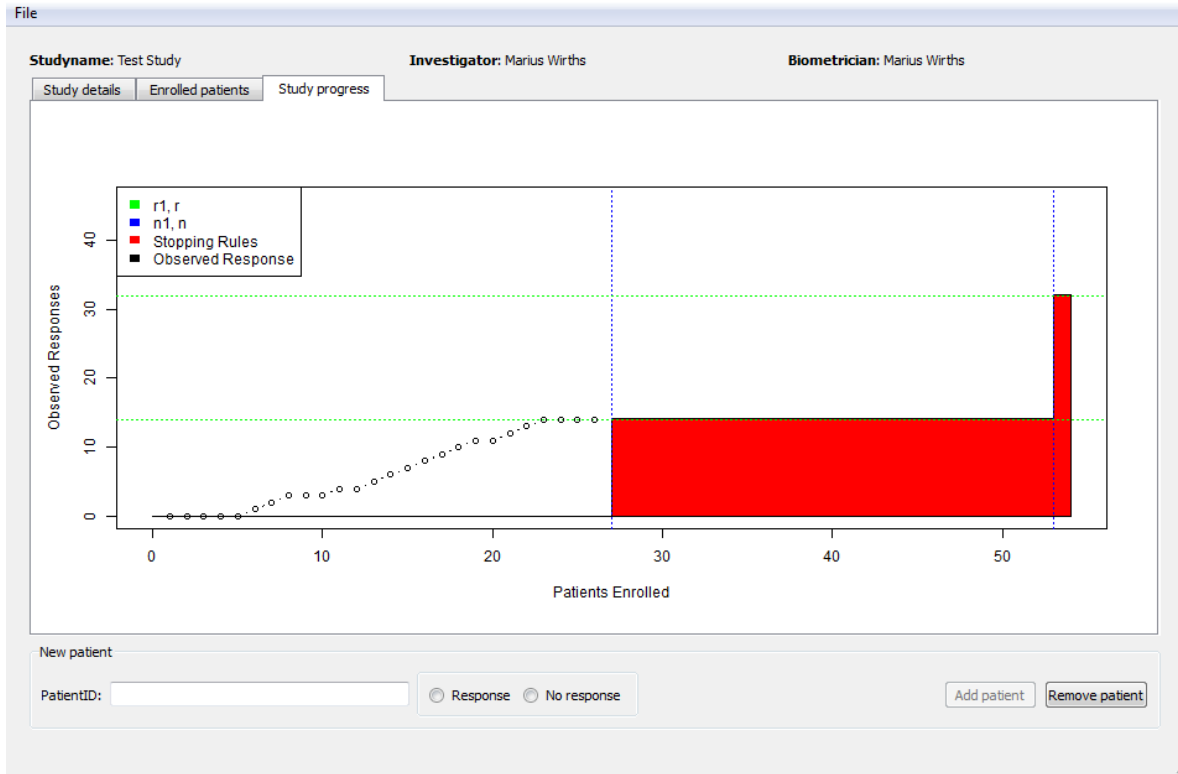 File
Studyname: Test Study Investigator: Marius Wirths Biometrician: Marius Wirths
Study details Enrolled patients Study progress
r1, r
n1, n
Stopping Rules
Observed Response
Observed Responses
40
30
20
10
0
0 10 20 30 40 50
Patients Enrolled
New patient
PatientID: Response No response Add patient Remove patient